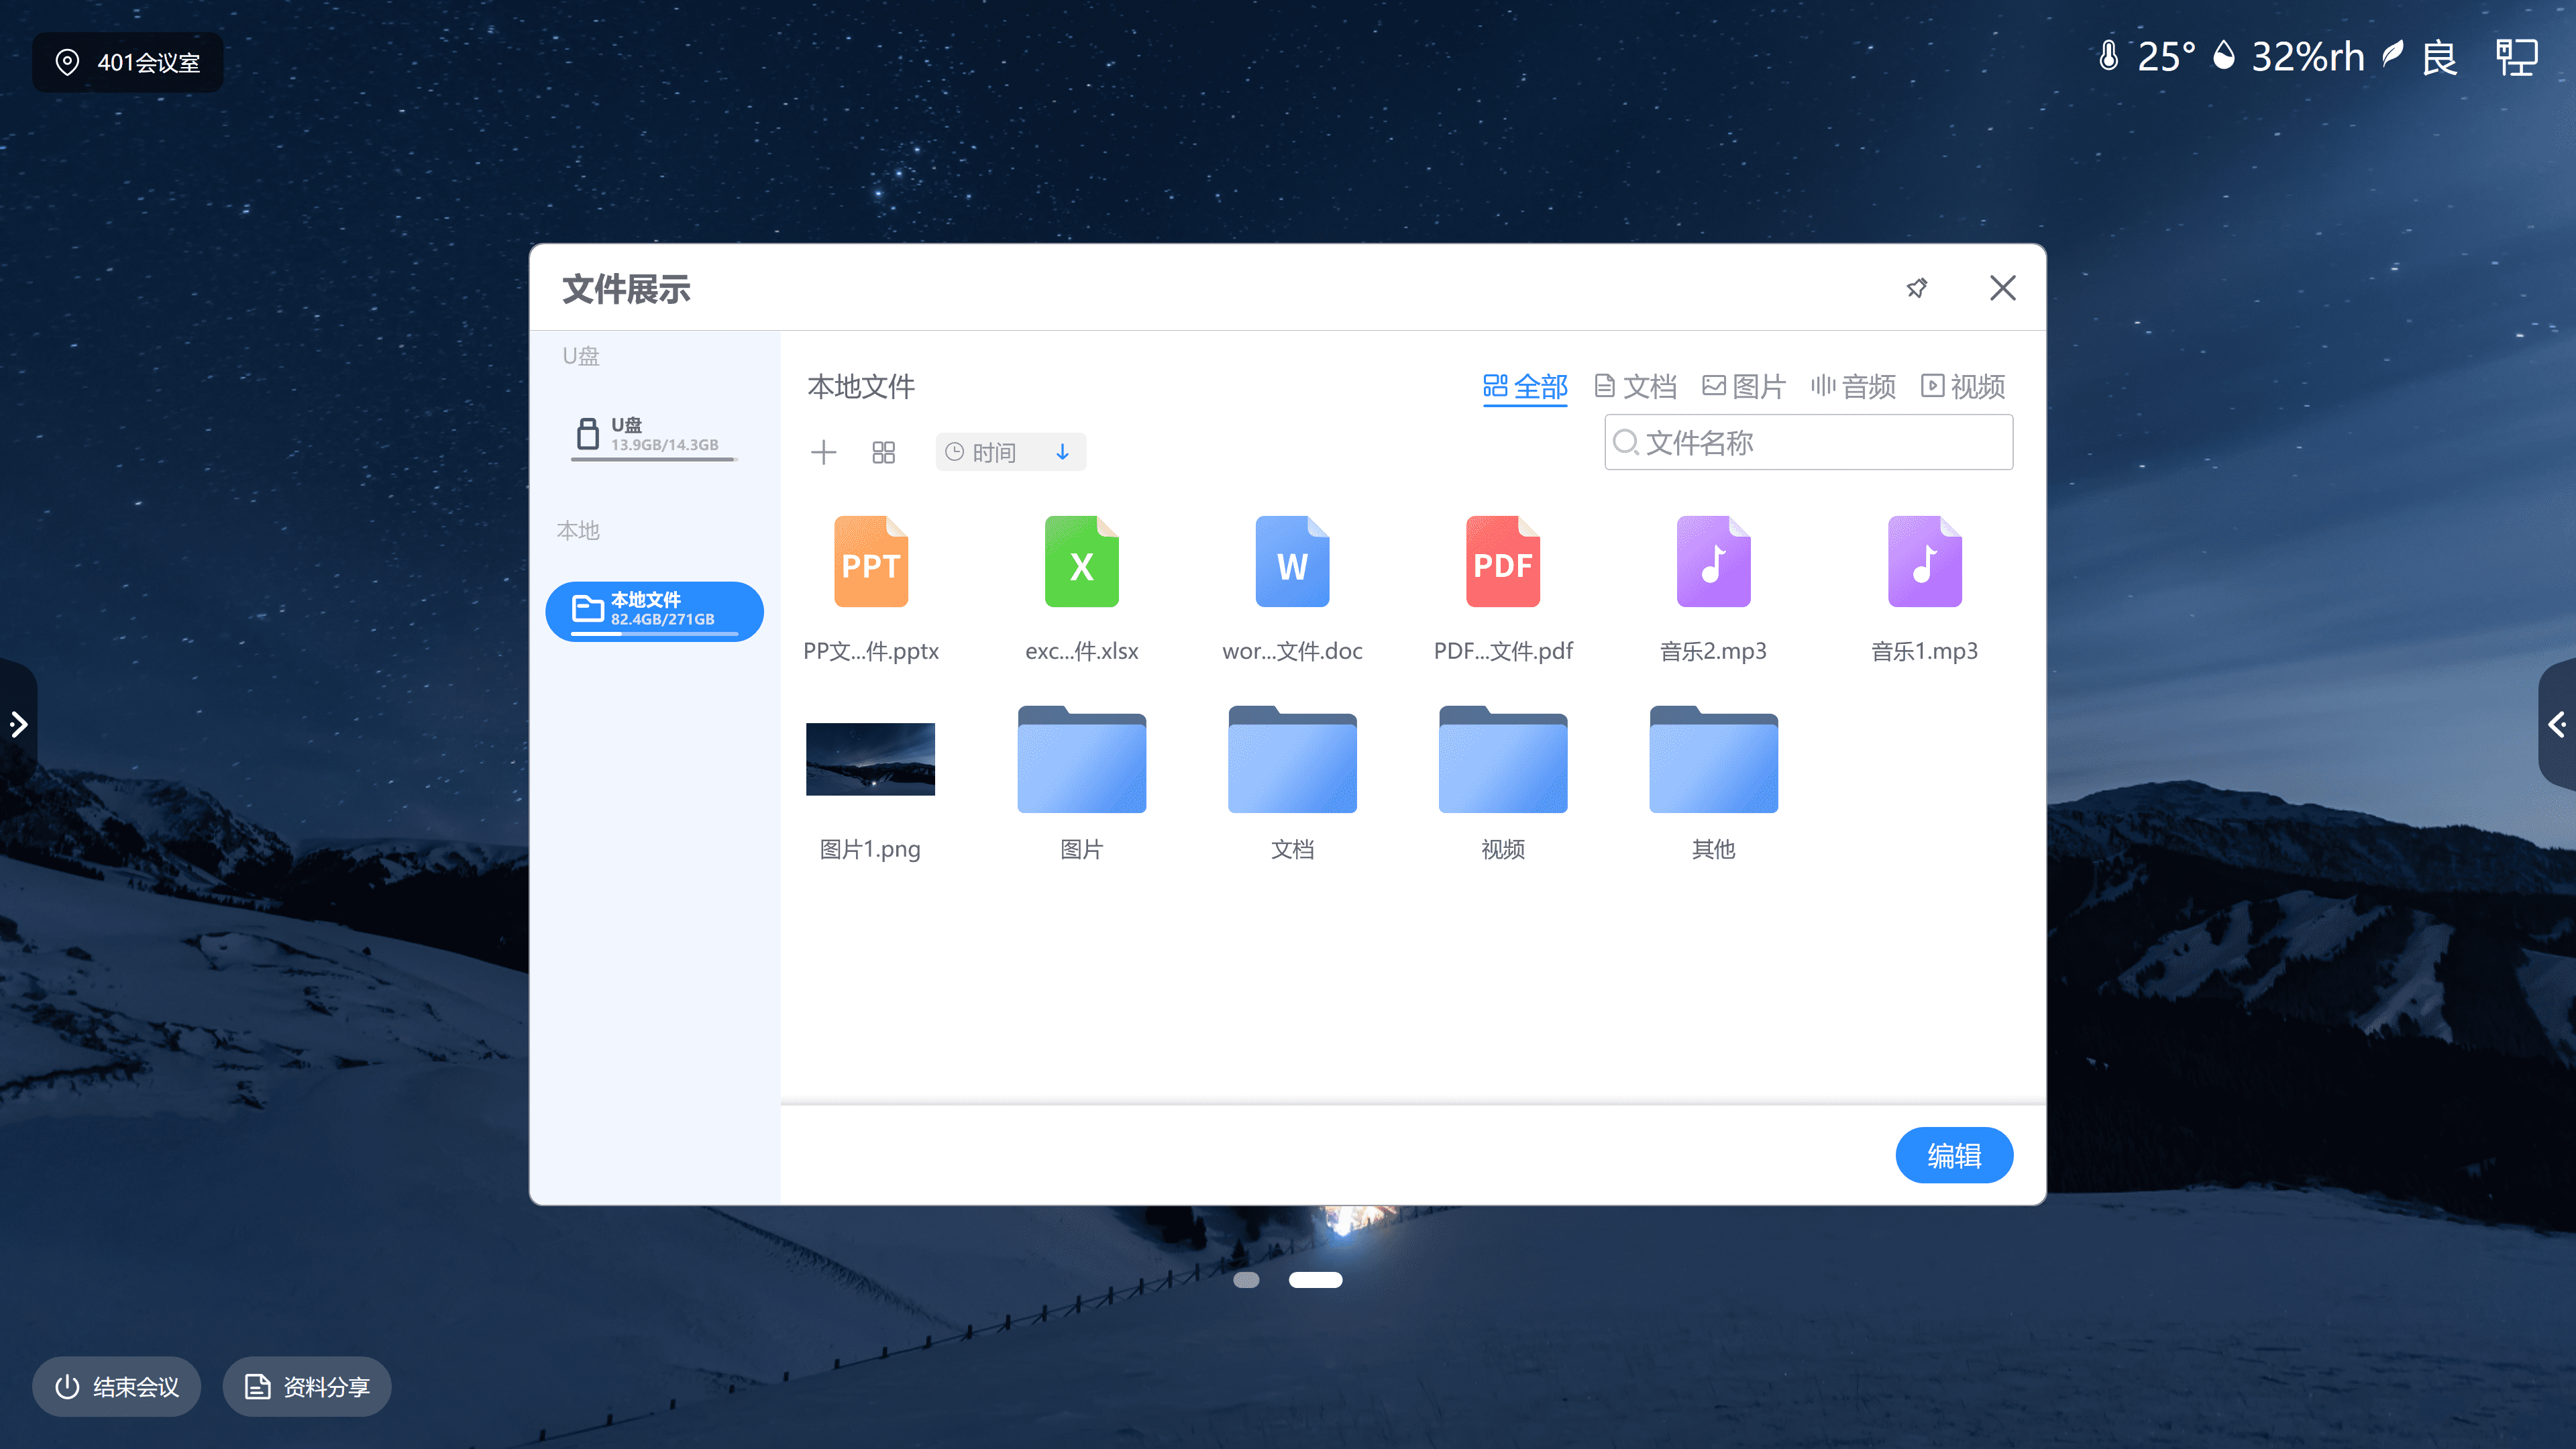 401会议室
25° 32%rh 良
文件展示
U盘
U盘
13.9GB/14.3GB
本地
本地文件
82.4GB/271GB
本地文件
全部 文档 图片 音频 视频
时间
文件名称
PPT X W PDF
PP文...件.pptx exc...件.xlsx wor...文件.doc PDF...文件.pdf 音乐2.mp3 音乐1.mp3
图片1.png 图片 文档 视频 其他
编辑
结束会议 资料分享